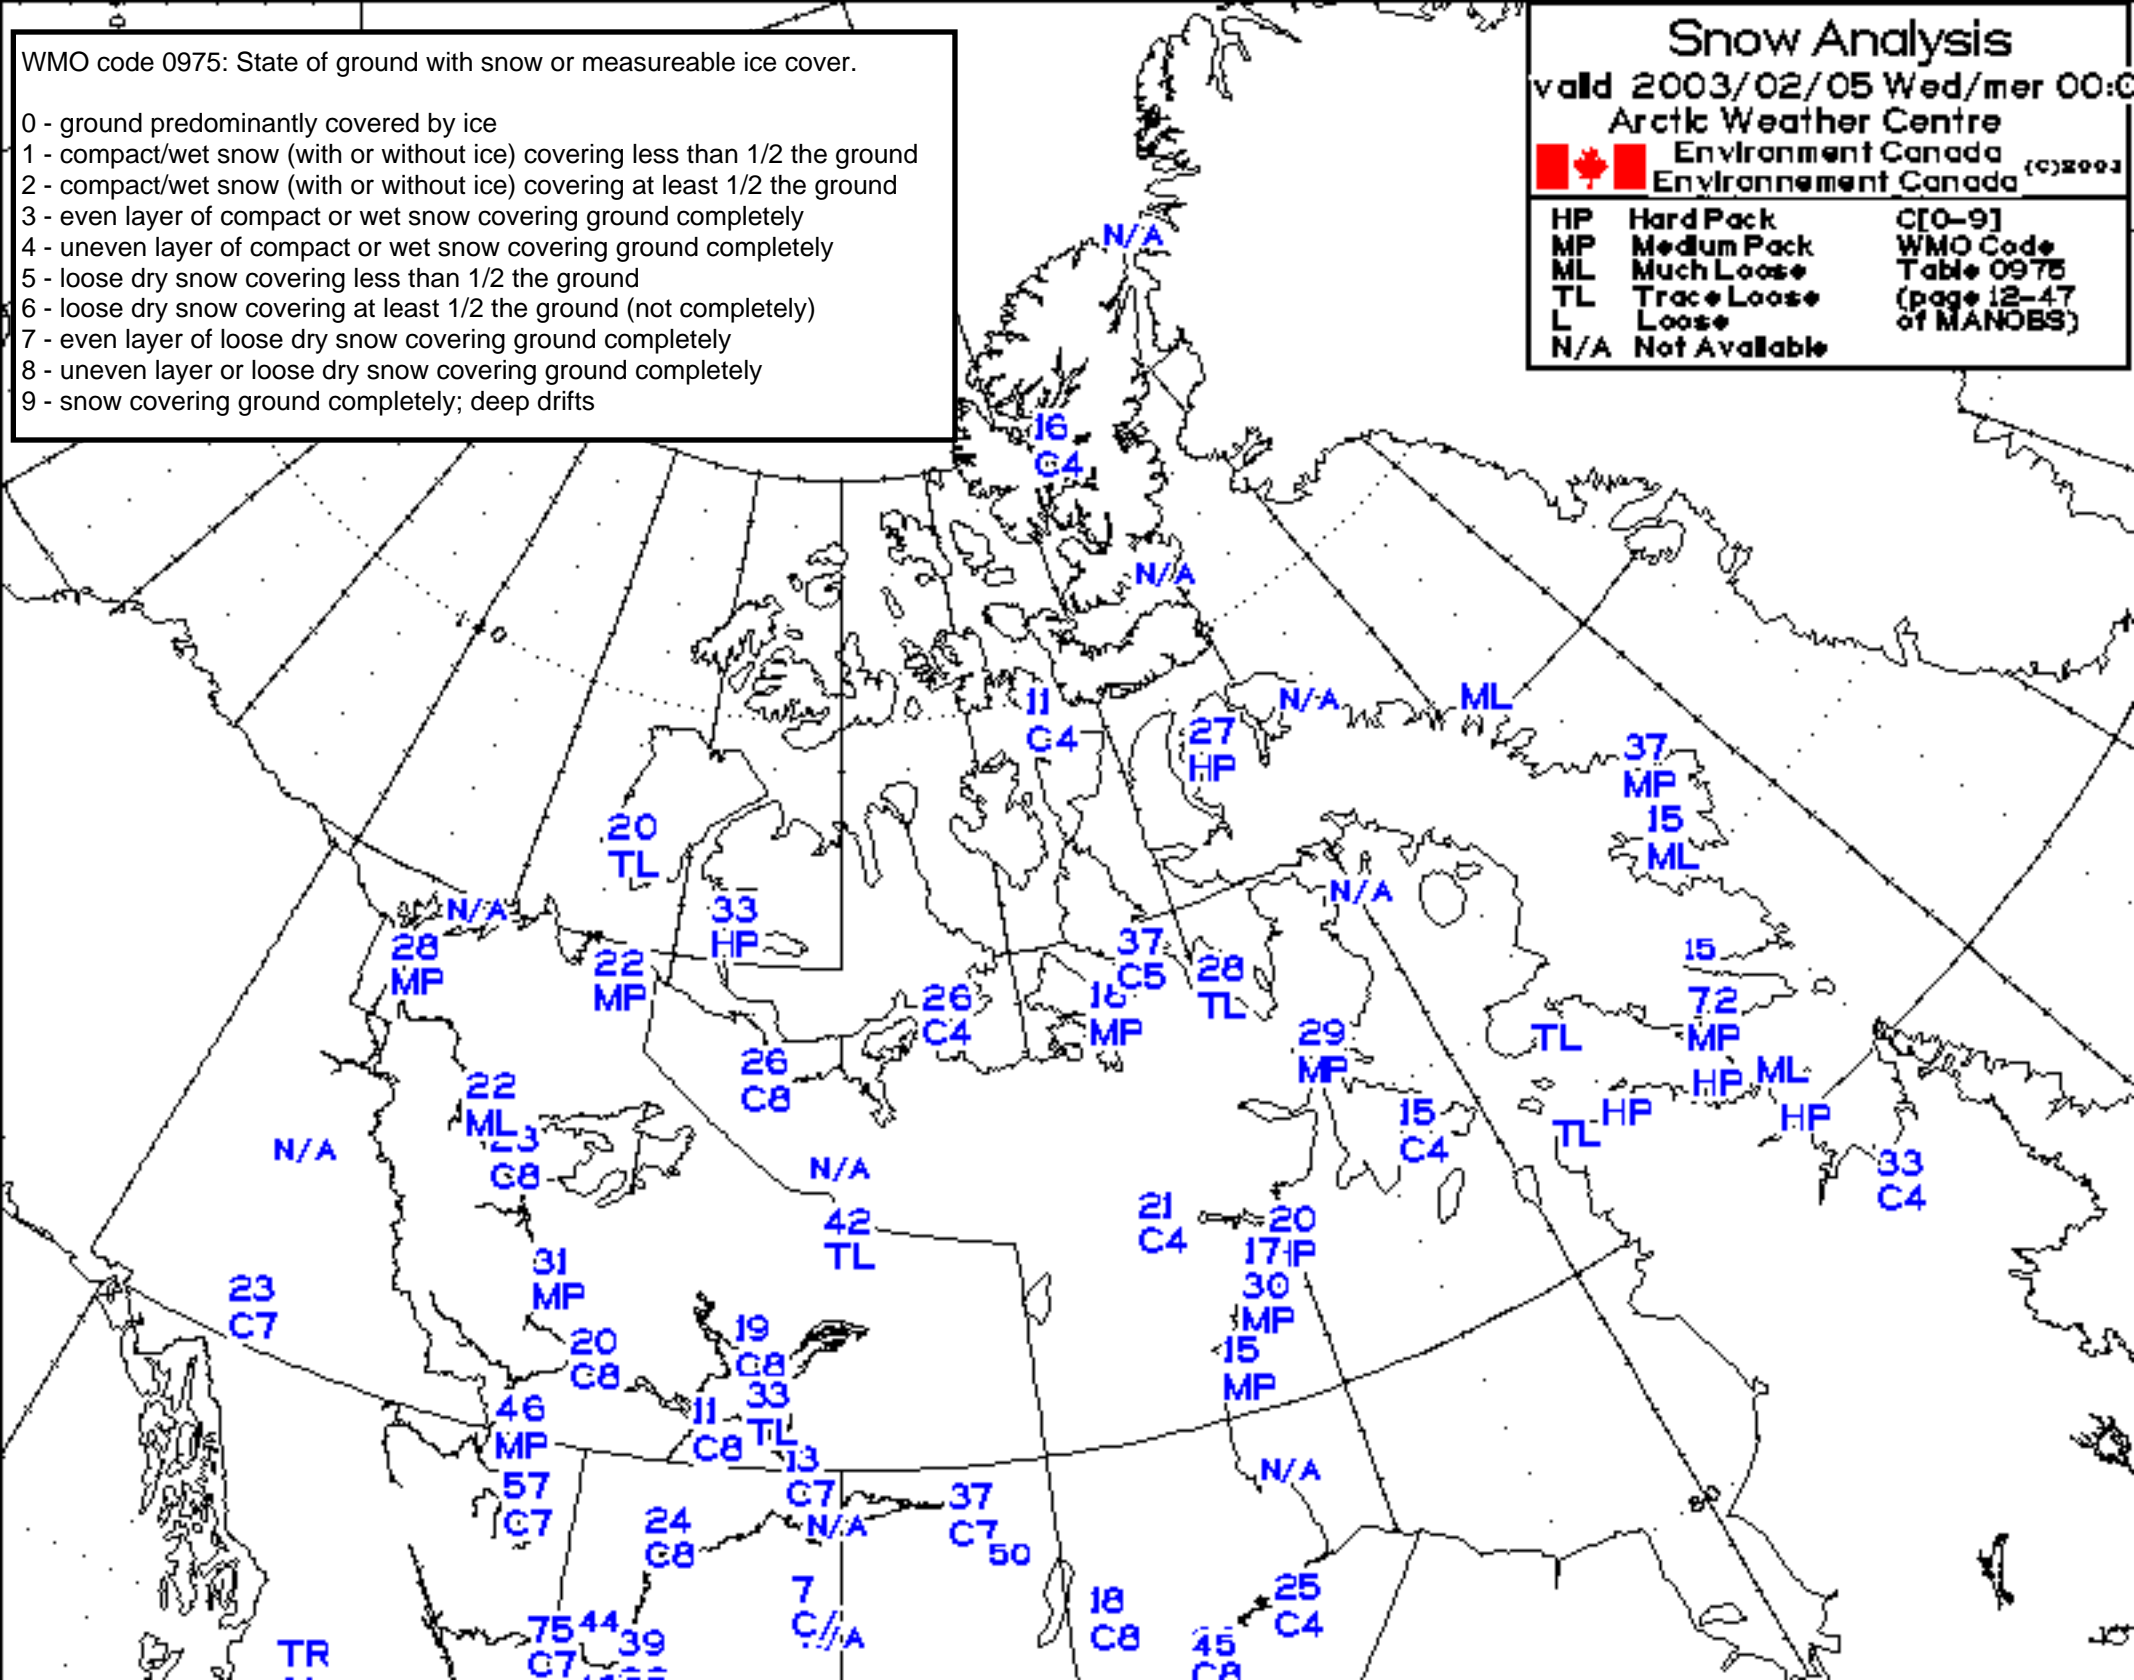 WMO code 0975: State of ground with snow or measureable ice cover.
0 - ground predominantly covered by ice
1 - compact/wet snow (with or without ice) covering less than 1/2 the ground
2 - compact/wet snow (with or without ice) covering at least 1/2 the ground
3 - even layer of compact or wet snow covering ground completely
4 - uneven layer of compact or wet snow covering ground completely
5 - loose dry snow covering less than 1/2 the ground
6 - loose dry snow covering at least 1/2 the ground (not completely)
7 - even layer of loose dry snow covering ground completely
8 - uneven layer or loose dry snow covering ground completely
9 - snow covering ground completely; deep drifts
Snow Analysis
valid 2003/02/05 Wed/mer 00:0
Arctic Weather Centre
Environment Canada
Environnement Canada (C)2003
HP Hard Pack C[0-9]
MP Medium Pack WMO Code
ML Much Loose Table 0975
TL Trace Loose (page 12-47
L Loose of MANOBS)
N/A Not Available
N/A
16
C4
N/A
11
C4
27
HP
N/A
ML
37
MP
15
ML
20
TL
33
HP
N/A
28
MP
22
MP
26
C4
26
C8
37
C5
MP
28
TL
N/A
29
MP
15
C4
15
72
MP
TL
HP
ML
HP
HP
TL
33
C4
22
ML
23
C8
N/A
N/A
42
TL
21
C4
20
HP
17
30
MP
15
MP
31
MP
23
C7
20
C8
19
C8
33
TL
11
C8
13
C7
46
MP
57
C7
24
C8
N/A
37
C7
50
N/A
7
C//A
18
C8
25
C4
45
C8
75
C7
44
39
TR